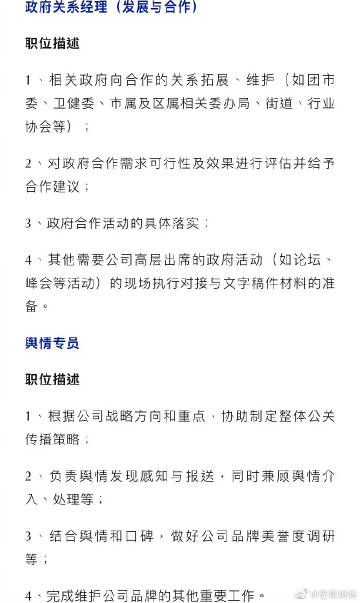 政府关系经理（发展与合作）
职位描述
1、相关政府向合作的关系拓展、维护（如团市
委、卫健委、市属及区属相关委办局、街道、行业
协会等）；
2、对政府合作需求可行性及效果进行评估并给予
合作建议；
3、政府合作活动的具体落实；
4、其他需要公司高层出席的政府活动（如论坛、
峰会等活动）的现场执行对接与文字稿件材料的准
备。
舆情专员
职位描述
1、根据公司战略方向和重点，协助制定整体公关
传播策略；
2、负责舆情发现感知与报送，同时兼顾舆情介
入、处理等；
3、结合舆情和口碑，做好公司品牌美誉度调研
等；
4、完成维护公司品牌的其他重要工作。